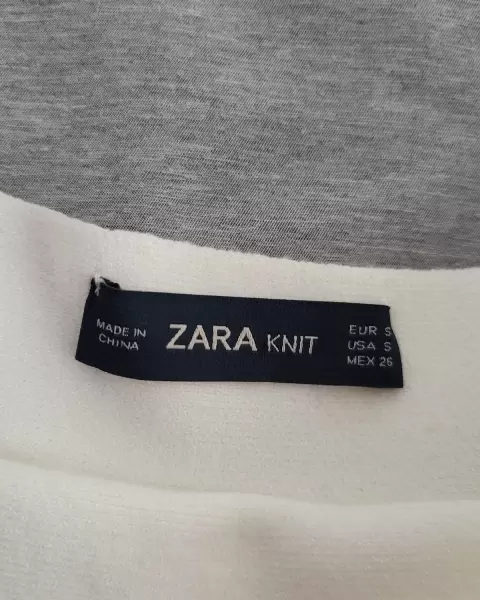 MADE IN
CHINA
ZARA KNIT
EUR S
USA S
MEX 26